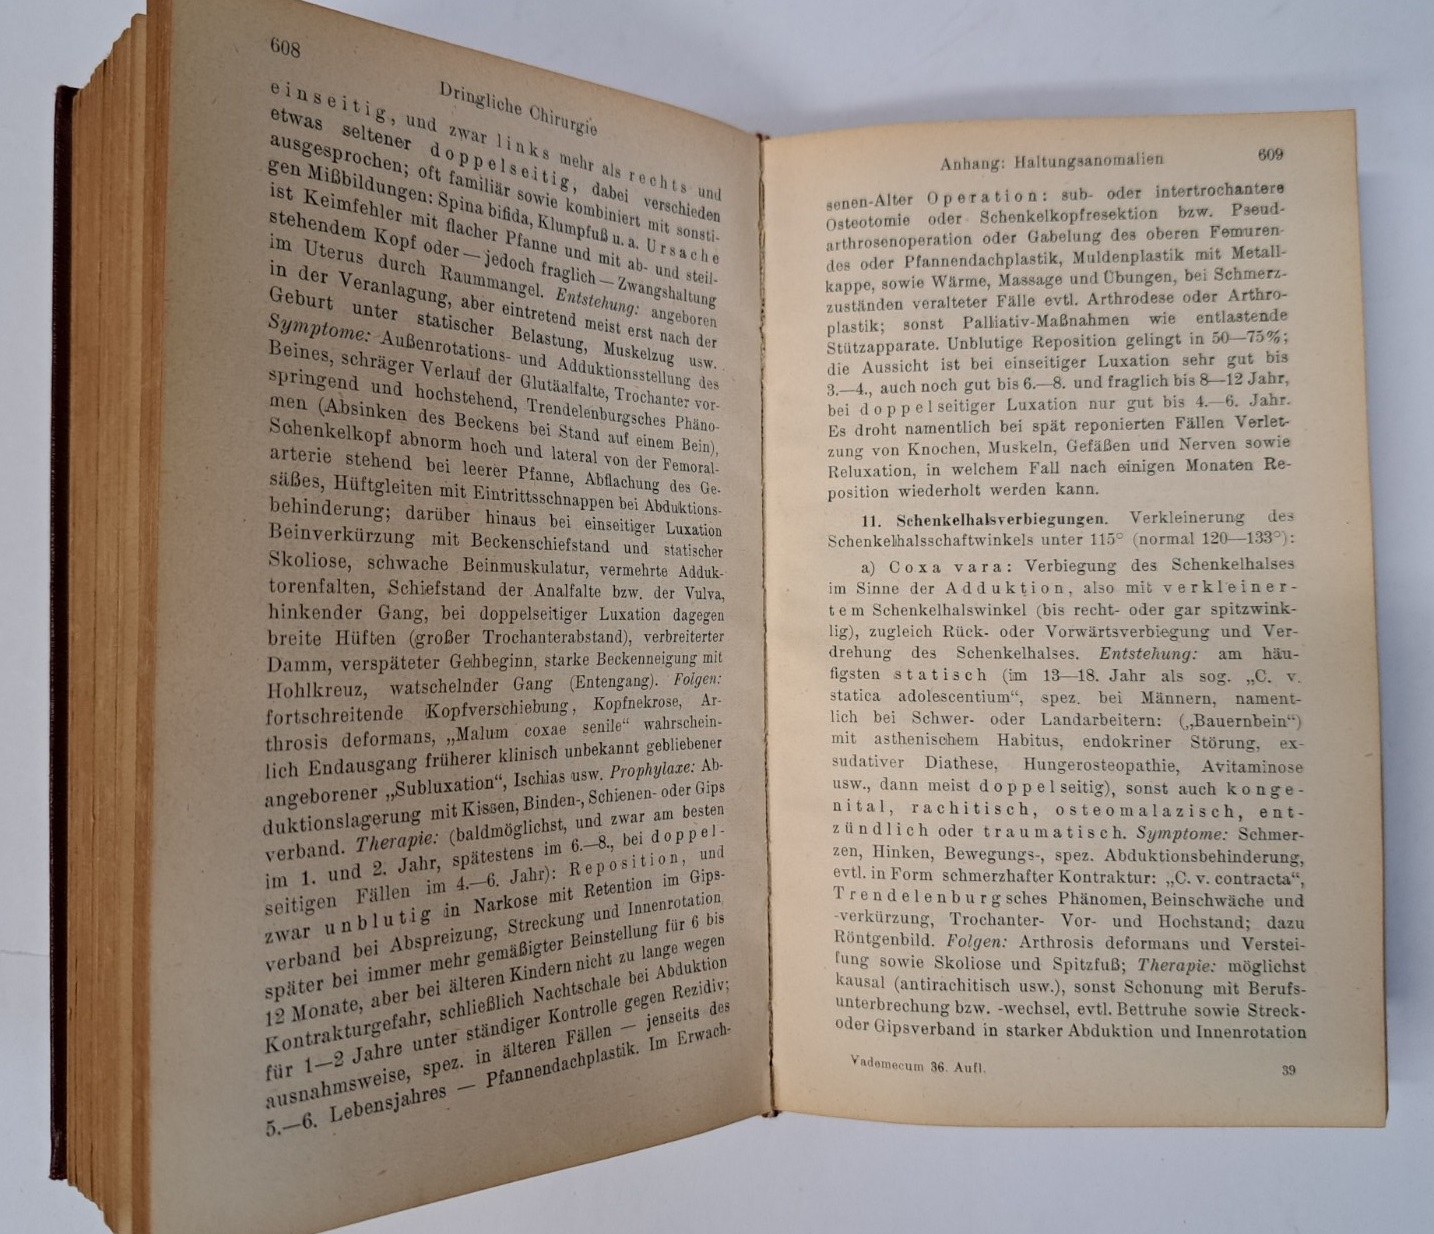 608
Dringliche Chirurgie
einseitig, und zwar links mehr als rechts und
etwas seltener doppelseitig, dabei verschieden
ausgesprochen; oft familiär sowie kombiniert mit sonsti-
gen Mißbildungen: Spina bifida, Klumpfuß u. a. Ursache
ist Keimfehler mit flacher Pfanne und mit ab- und steil-
stehendem Kopf oder — jedoch fraglich — Zwangshaltung
im Uterus durch Raummangel. Entstehung: angeboren
in der Veranlagung, aber eintretend meist erst nach der
Geburt unter statischer Belastung, Muskelzug usw.
Symptome: Außenrotations- und Adduktionsstellung des
Beines, schräger Verlauf der Glutäalfalte, Trochanter vor-
springend und hochstehend, Trendelenburgsches Phäno-
men (Absinken des Beckens bei Stand auf einem Bein),
Schenkelkopf abnorm hoch und lateral von der Femoral-
arterie stehend bei leerer Pfanne, Abflachung des Ge-
säßes, Hüftgleiten mit Eintrittsschnappen bei Abduktions-
behinderung; darüber hinaus bei einseitiger Luxation
Beinverkürzung mit Beckenschiefstand und statischer
Skoliose, schwache Beinmuskulatur, vermehrte Adduk-
torenfalten, Schiefstand der Analfalte bzw. der Vulva,
hinkender Gang, bei doppelseitiger Luxation dagegen
breite Hüften (großer Trochanterabstand), verbreiterter
Damm, verspäteter Gehbeginn, starke Beckenneigung mit
Hohlkreuz, watschelnder Gang (Entengang). Folgen:
fortschreitende Kopfverschiebung, Kopfnekrose, Ar-
throsis deformans, „Malum coxae senile“ wahrschein-
lich Endausgang früherer klinisch unbekannt gebliebener
angeborener „Subluxation“, Ischias usw. Prophylaxe: Ab-
duktionslagerung mit Kissen, Binden-, Schienen- oder Gips
verband. Therapie: (baldmöglichst, und zwar am besten
im 1. und 2. Jahr, spätestens im 6.—8., bei doppel-
seitigen Fällen im 4.—6. Jahr): Reposition, und
zwar unblutig in Narkose mit Retention im Gips-
verband bei Abspreizung, Streckung und Innenrotation,
später bei immer mehr gemäßigter Beinstellung für 6 bis
12 Monate, aber bei älteren Kindern nicht zu lange wegen
Kontrakturgefahr, schließlich Nachtschale bei Abduktion
für 1—2 Jahre unter ständiger Kontrolle gegen Rezidiv;
ausnahmsweise, spez. in älteren Fällen — jenseits des
5.—6. Lebensjahres — Pfannendachplastik. Im Erwach-
Anhang: Haltungsanomalien 609
senen-Alter Operation: sub- oder intertrochantere
Osteotomie oder Schenkelkopfresektion bzw. Pseud-
arthrosenoperation oder Gabelung des oberen Femuren-
des oder Pfannendachplastik, Muldenplastik mit Metall-
kappe, sowie Wärme, Massage und Übungen, bei Schmerz-
zuständen veralteter Fälle evtl. Arthrodese oder Arthro-
plastik; sonst Palliativ-Maßnahmen wie entlastende
Stützapparate. Unblutige Reposition gelingt in 50—75%;
die Aussicht ist bei einseitiger Luxation sehr gut bis
3.—4., auch noch gut bis 6.—8. und fraglich bis 8—12 Jahr,
bei doppelseitiger Luxation nur gut bis 4.—6. Jahr.
Es droht namentlich bei spät reponierten Fällen Verlet-
zung von Knochen, Muskeln, Gefäßen und Nerven sowie
Reluxation, in welchem Fall nach einigen Monaten Re-
position wiederholt werden kann.
11. Schenkelhalsverbiegungen. Verkleinerung des
Schenkelhalsschaftwinkels unter 115° (normal 120—133°):
a) Coxa vara: Verbiegung des Schenkelhalses
im Sinne der Adduktion, also mit verkleiner-
tem Schenkelhalswinkel (bis recht- oder gar spitzwink-
lig), zugleich Rück- oder Vorwärtsverbiegung und Ver-
drehung des Schenkelhalses. Entstehung: am häu-
figsten statisch (im 13—18. Jahr als sog. „C. v.
statica adolescentium“, spez. bei Männern, nament-
lich bei Schwer- oder Landarbeitern: („Bauernbein“)
mit asthenischem Habitus, endokriner Störung, ex-
sudativer Diathese, Hungerosteopathie, Avitaminose
usw., dann meist doppelseitig), sonst auch konge-
nital, rachitisch, osteomalazisch, ent-
zündlich oder traumatisch. Symptome: Schmer-
zen, Hinken, Bewegungs-, spez. Abduktionsbehinderung,
evtl. in Form schmerzhafter Kontraktur: „C. v. contracta“,
Trendelenburgsches Phänomen, Beinschwäche und
-verkürzung, Trochanter- Vor- und Hochstand; dazu
Röntgenbild. Folgen: Arthrosis deformans und Verstei-
fung sowie Skoliose und Spitzfuß; Therapie: möglichst
kausal (antirachitisch usw.), sonst Schonung mit Berufs-
unterbrechung bzw. -wechsel, evtl. Bettruhe sowie Streck-
oder Gipsverband in starker Abduktion und Innenrotation
Vademecum 36. Aufl. 39